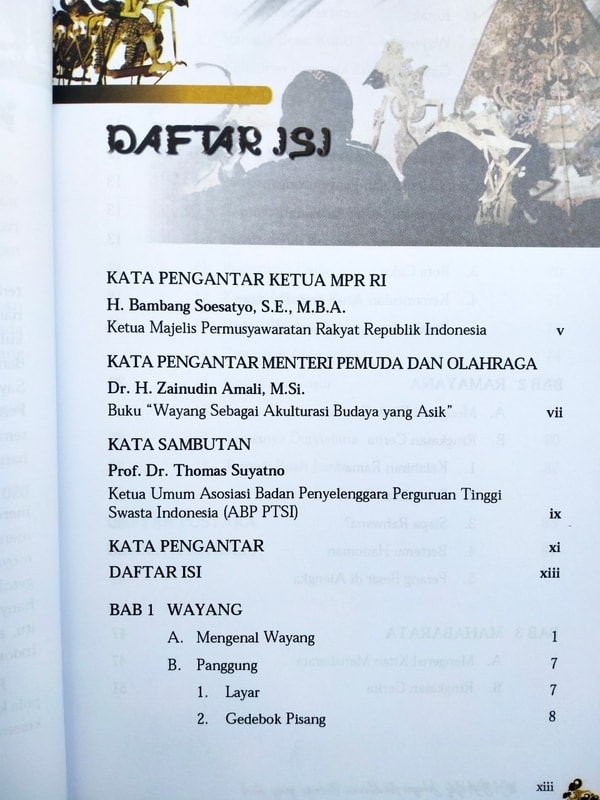 DAFTAR ISI
KATA PENGANTAR KETUA MPR RI
H. Bambang Soesatyo, S.E., M.B.A.
Ketua Majelis Permusyawaratan Rakyat Republik Indonesia v
KATA PENGANTAR MENTERI PEMUDA DAN OLAHRAGA
Dr. H. Zainudin Amali, M.Si.
Buku “Wayang Sebagai Akulturasi Budaya yang Asik” vii
KATA SAMBUTAN
Prof. Dr. Thomas Suyatno
Ketua Umum Asosiasi Badan Penyelenggara Perguruan Tinggi
Swasta Indonesia (ABP PTSI) ix
KATA PENGANTAR xi
DAFTAR ISI xiii
BAB 1 WAYANG
A. Mengenal Wayang 1
B. Panggung 7
1. Layar 7
2. Gedebok Pisang 8
xiii